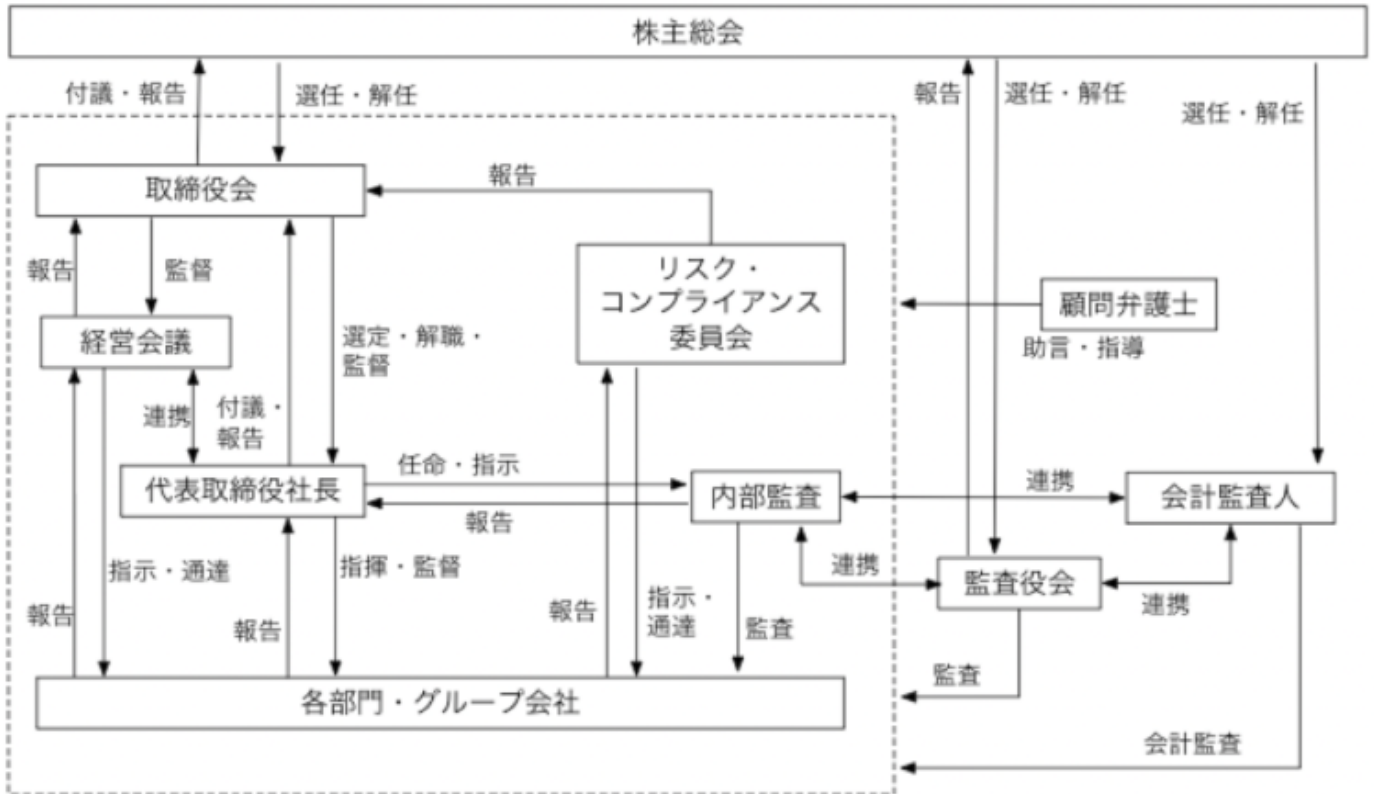 株主総会
付議・報告
選任・解任
報告
選任・解任
選任・解任
取締役会
報告
報告
監督
リスク・
コンプライアンス
委員会
顧問弁護士
助言・指導
経営会議
選定・解職・
監督
連携
付議・
報告
代表取締役社長
任命・指示
報告
内部監査
連携
会計監査人
指示・通達
指揮・監督
連携
監査役会
連携
報告
報告
報告
指示・
通達
監査
監査
各部門・グループ会社
会計監査